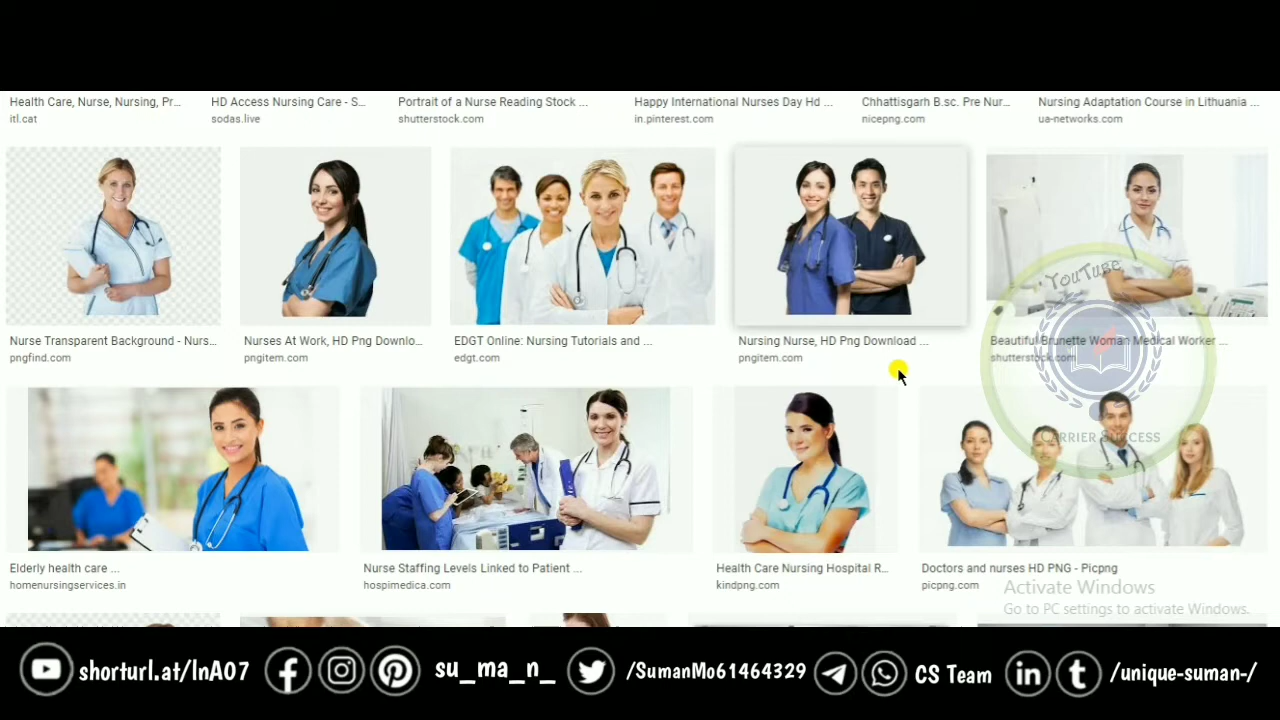 Health Care, Nurse, Nursing, Pr...
itl.cat
HD Access Nursing Care - S...
sodas.live
Portrait of a Nurse Reading Stock ...
shutterstock.com
Happy International Nurses Day Hd ...
in.pinterest.com
Chhattisgarh B.sc. Pre Nur...
nicepng.com
Nursing Adaptation Course in Lithuania ...
ua-networks.com
Nurse Transparent Background - Nurs...
pngfind.com
Nurses At Work, HD Png Downlo...
pngitem.com
EDGT Online: Nursing Tutorials and ...
edgt.com
Nursing Nurse, HD Png Download ...
pngitem.com
Beautiful Brunette Woman Medical Worker ...
shutterstock.com
YouTube
CARRIER SUCCESS
Elderly health care ...
homenursingservices.in
Nurse Staffing Levels Linked to Patient ...
hospimedica.com
Health Care Nursing Hospital R...
kindpng.com
Doctors and nurses HD PNG - Picpng
picpng.com
Activate Windows
Go to PC settings to activate Windows.
shorturl.at/lnA07
su_ma_n_
/SumanMo61464329
CS Team
/unique-suman-/